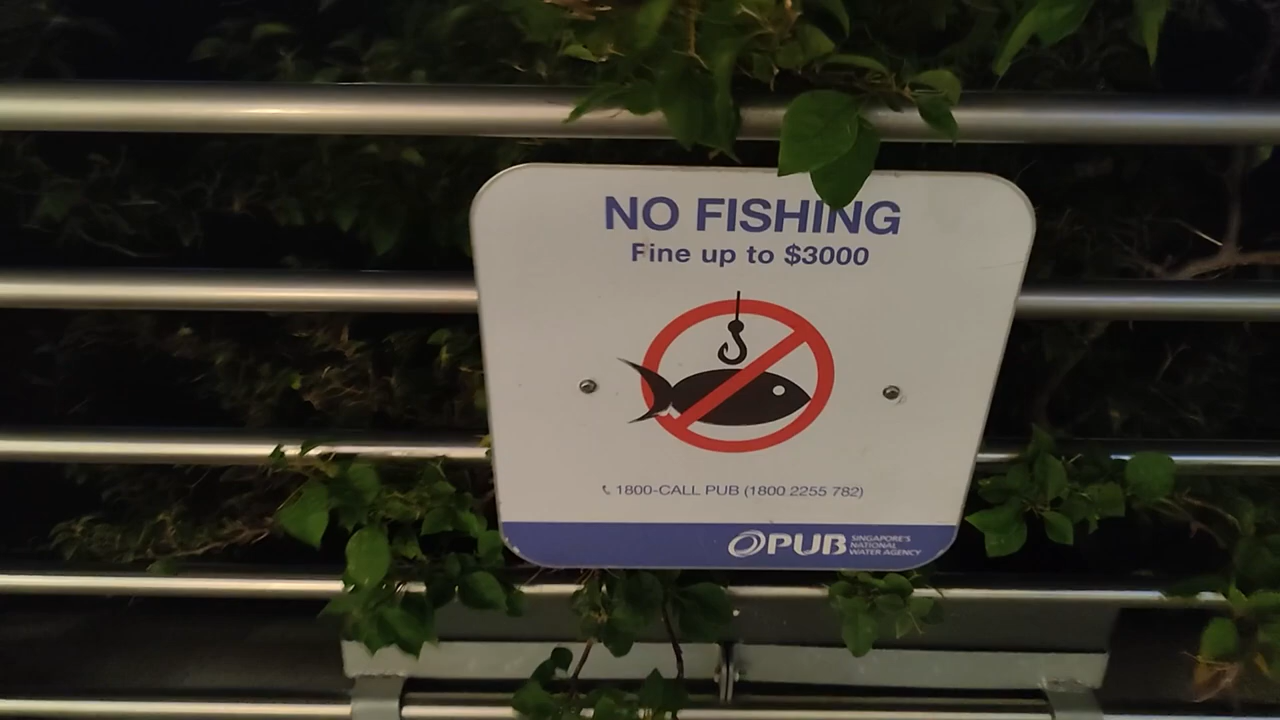 NO FISHING
Fine up to $3000
1800-CALL PUB (1800 2255 782)
PUB SINGAPORE'S
NATIONAL
WATER AGENCY